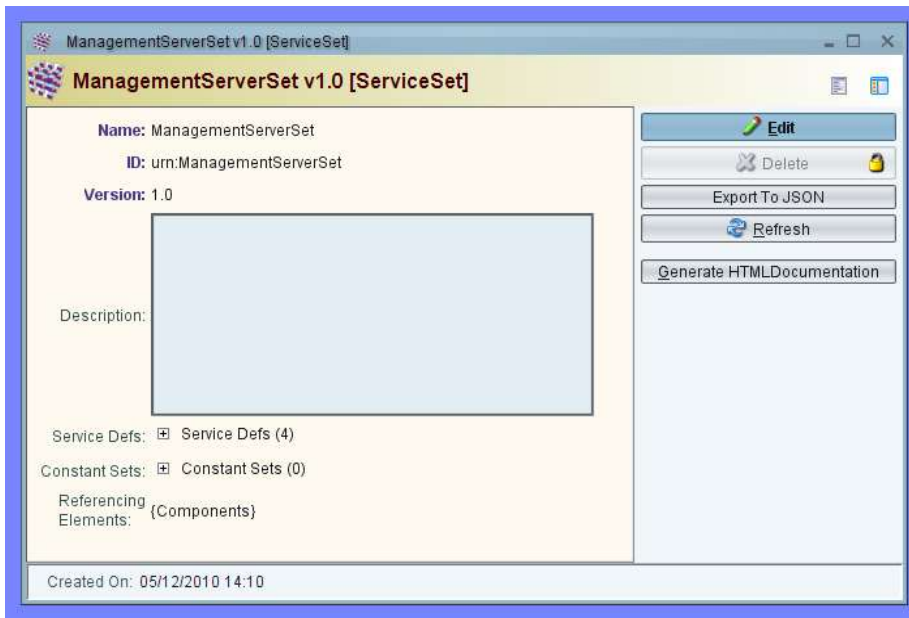 ManagementServerSet v1.0 [ServiceSet]
ManagementServerSet v1.0 [ServiceSet]
Name: ManagementServerSet
ID: urn:ManagementServerSet
Version: 1.0
Description:
Service Defs: Service Defs (4)
Constant Sets: Constant Sets (0)
Referencing
Elements: {Components}
Edit
Delete
Export To JSON
Refresh
Generate HTMLDocumentation
Created On: 05/12/2010 14:10